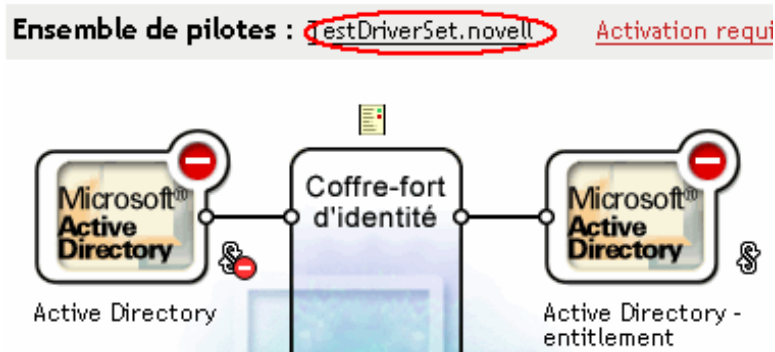 Ensemble de pilotes : TestDriverSet.novell Activation requi
Coffre-fort
d'identité
Microsoft®
Active
Directory
Microsoft®
Active
Directory
Active Directory
Active Directory -
entitlement